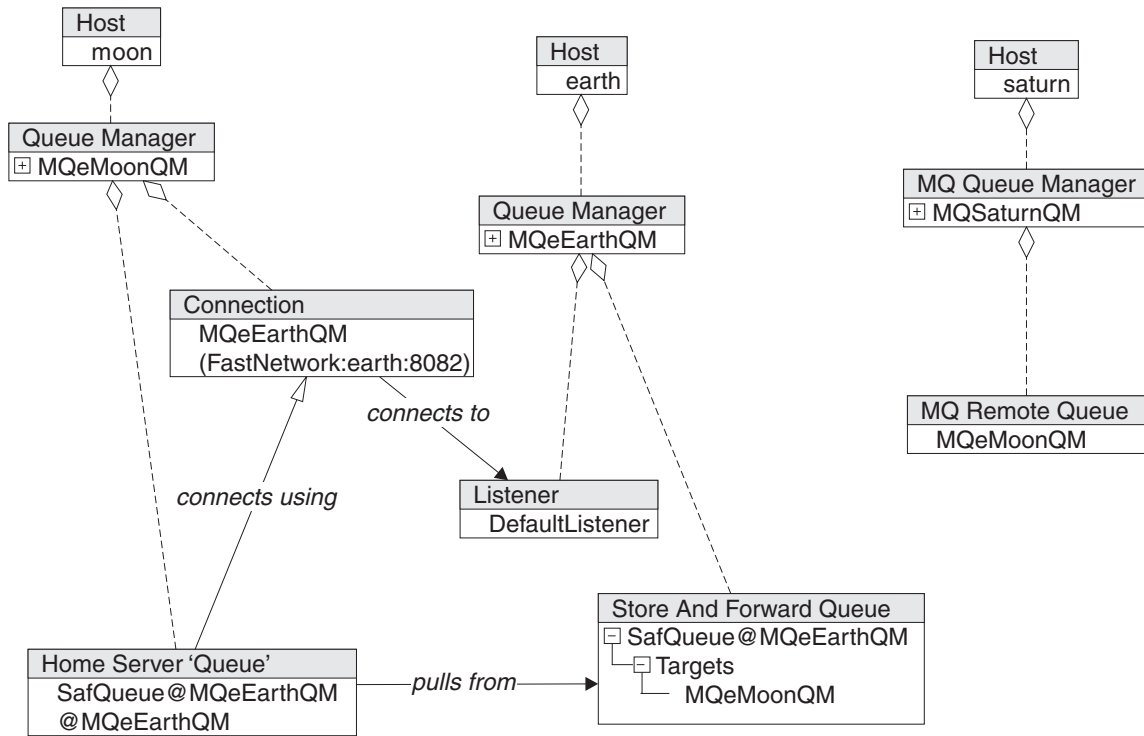 Host
moon
Host
earth
Host
saturn
Queue Manager
MQeMoonQM
MQ Queue Manager
MQSaturnQM
Queue Manager
MQeEarthQM
Connection
MQeEarthQM
(FastNetwork:earth:8082)
connects to
MQ Remote Queue
MQeMoonQM
connects using
Listener
DefaultListener
Store And Forward Queue
SafQueue@MQeEarthQM
Targets
MQeMoonQM
Home Server ‘Queue’
SafQueue@MQeEarthQM
@MQeEarthQM
pulls from